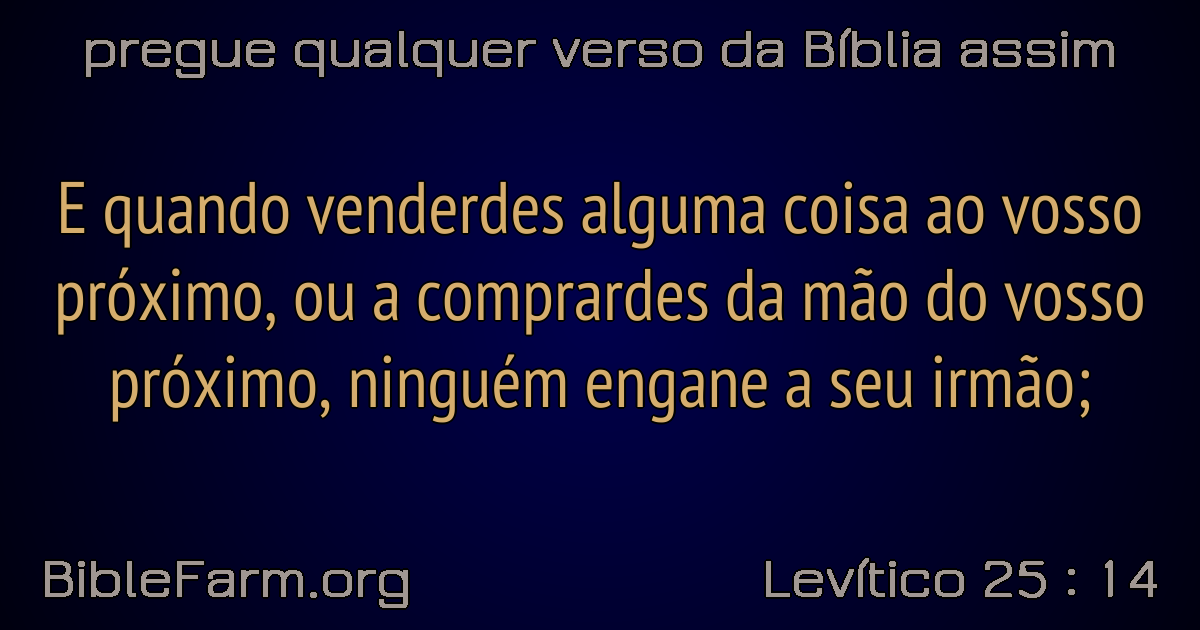 pregue qualquer verso da Bíblia assim
E quando venderdes alguma coisa ao vosso
próximo, ou a comprardes da mão do vosso
próximo, ninguém engane a seu irmão;
BibleFarm.org
Levítico 25 : 14